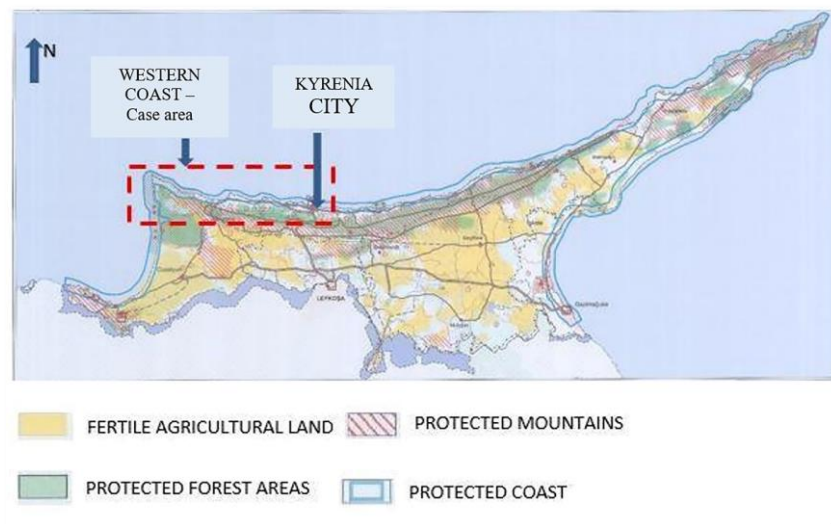 N
WESTERN
COAST –
Case area
KYRENIA
CITY
LEFKOŞA
FERTILE AGRICULTURAL LAND
PROTECTED MOUNTAINS
PROTECTED FOREST AREAS
PROTECTED COAST